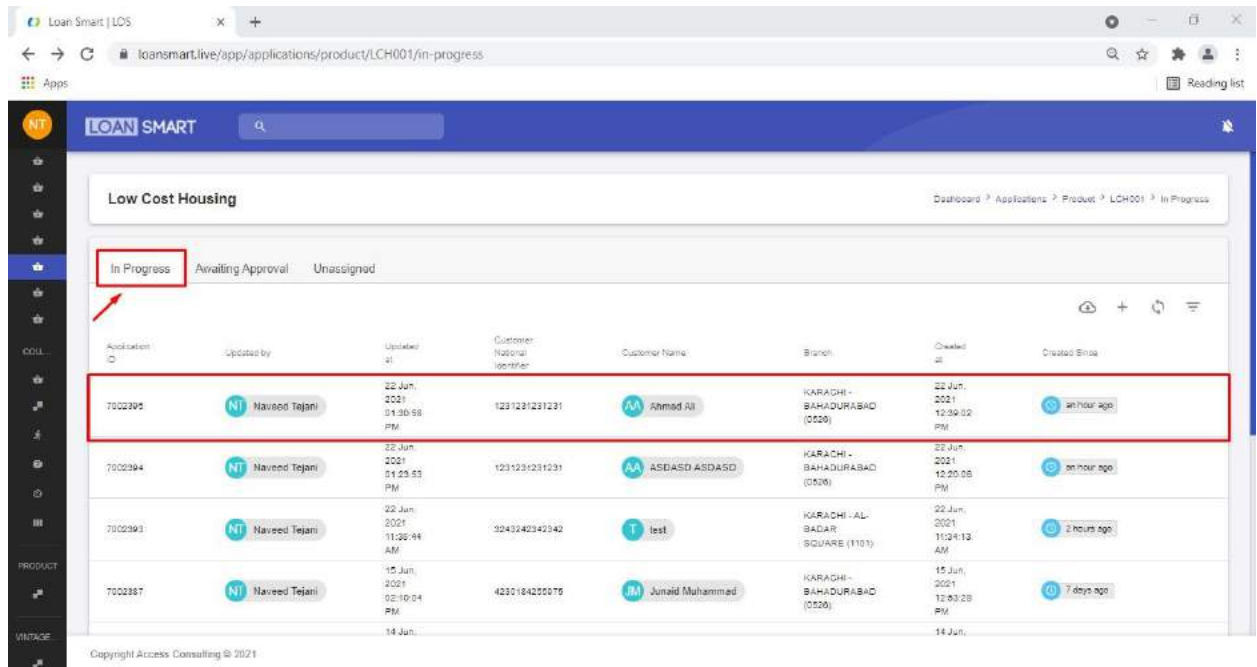 Loan Smart | LOS
loansmart.live/app/applications/product/LCH001/in-progress
Apps
Reading list
NT
LOAN SMART
Low Cost Housing
Dashboard > Applications > Product > LCH001 > In Progress
In Progress Awaiting Approval Unassigned
COLL...
Application ID Updated by Updated at Customer National Identifier Customer Name Branch Created at Created Since
7002395 NT Naveed Tejani 22 Jun, 2021 01:30:58 PM 1231231231231 AA Ahmed Ali KARACHI - BAHADURABAD (0526) 22 Jun, 2021 12:39:02 PM an hour ago
7002394 NT Naveed Tejani 22 Jun, 2021 01:23:53 PM 1231231231231 AA ASDASD ASDASD KARACHI - BAHADURABAD (0526) 22 Jun, 2021 12:20:06 PM an hour ago
7002393 NT Naveed Tejani 22 Jun, 2021 11:36:44 AM 3243242342342 T test KARACHI - AL-BADAR SQUARE (1101) 22 Jun, 2021 11:34:13 AM 2 hours ago
7002387 NT Naveed Tejani 15 Jun, 2021 02:10:04 PM 4230184255975 JM Junaid Muhammad KARACHI - BAHADURABAD (0526) 15 Jun, 2021 PM 7 days ago
14 Jun, 14 Jun,
PRODUCT
VINTAGE...
Copyright Access Consulting © 2021